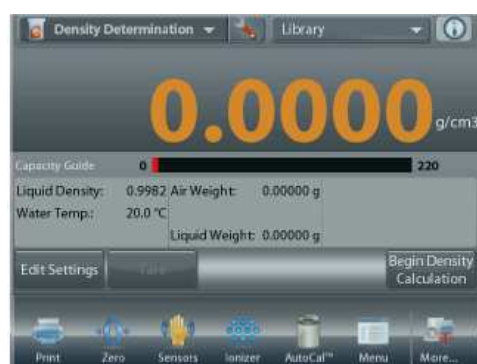 Density Determination Library
0.0000 g/cm3
Capacity Guide 0 220
Liquid Density: 0.9982 Air Weight: 0.00000 g
Water Temp.: 20.0 °C
Liquid Weight: 0.00000 g
Edit Settings Tare Begin Density
Calculation
Print Zero Sensors Ionizer AutoCal™ Menu More...